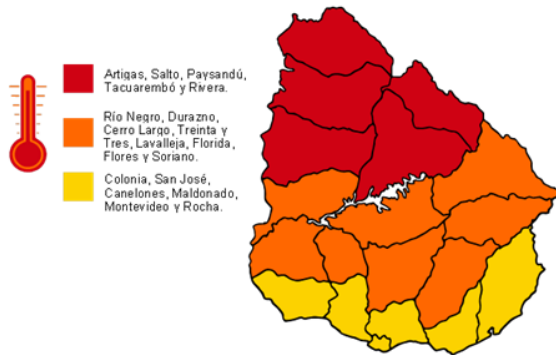 Artigas, Salto, Paysandú,
Tacuarembó y Rivera.
Río Negro, Durazno,
Cerro Largo, Treinta y
Tres, Lavalleja, Florida,
Flores y Soriano.
Colonia, San José,
Canelones, Maldonado,
Montevideo y Rocha.